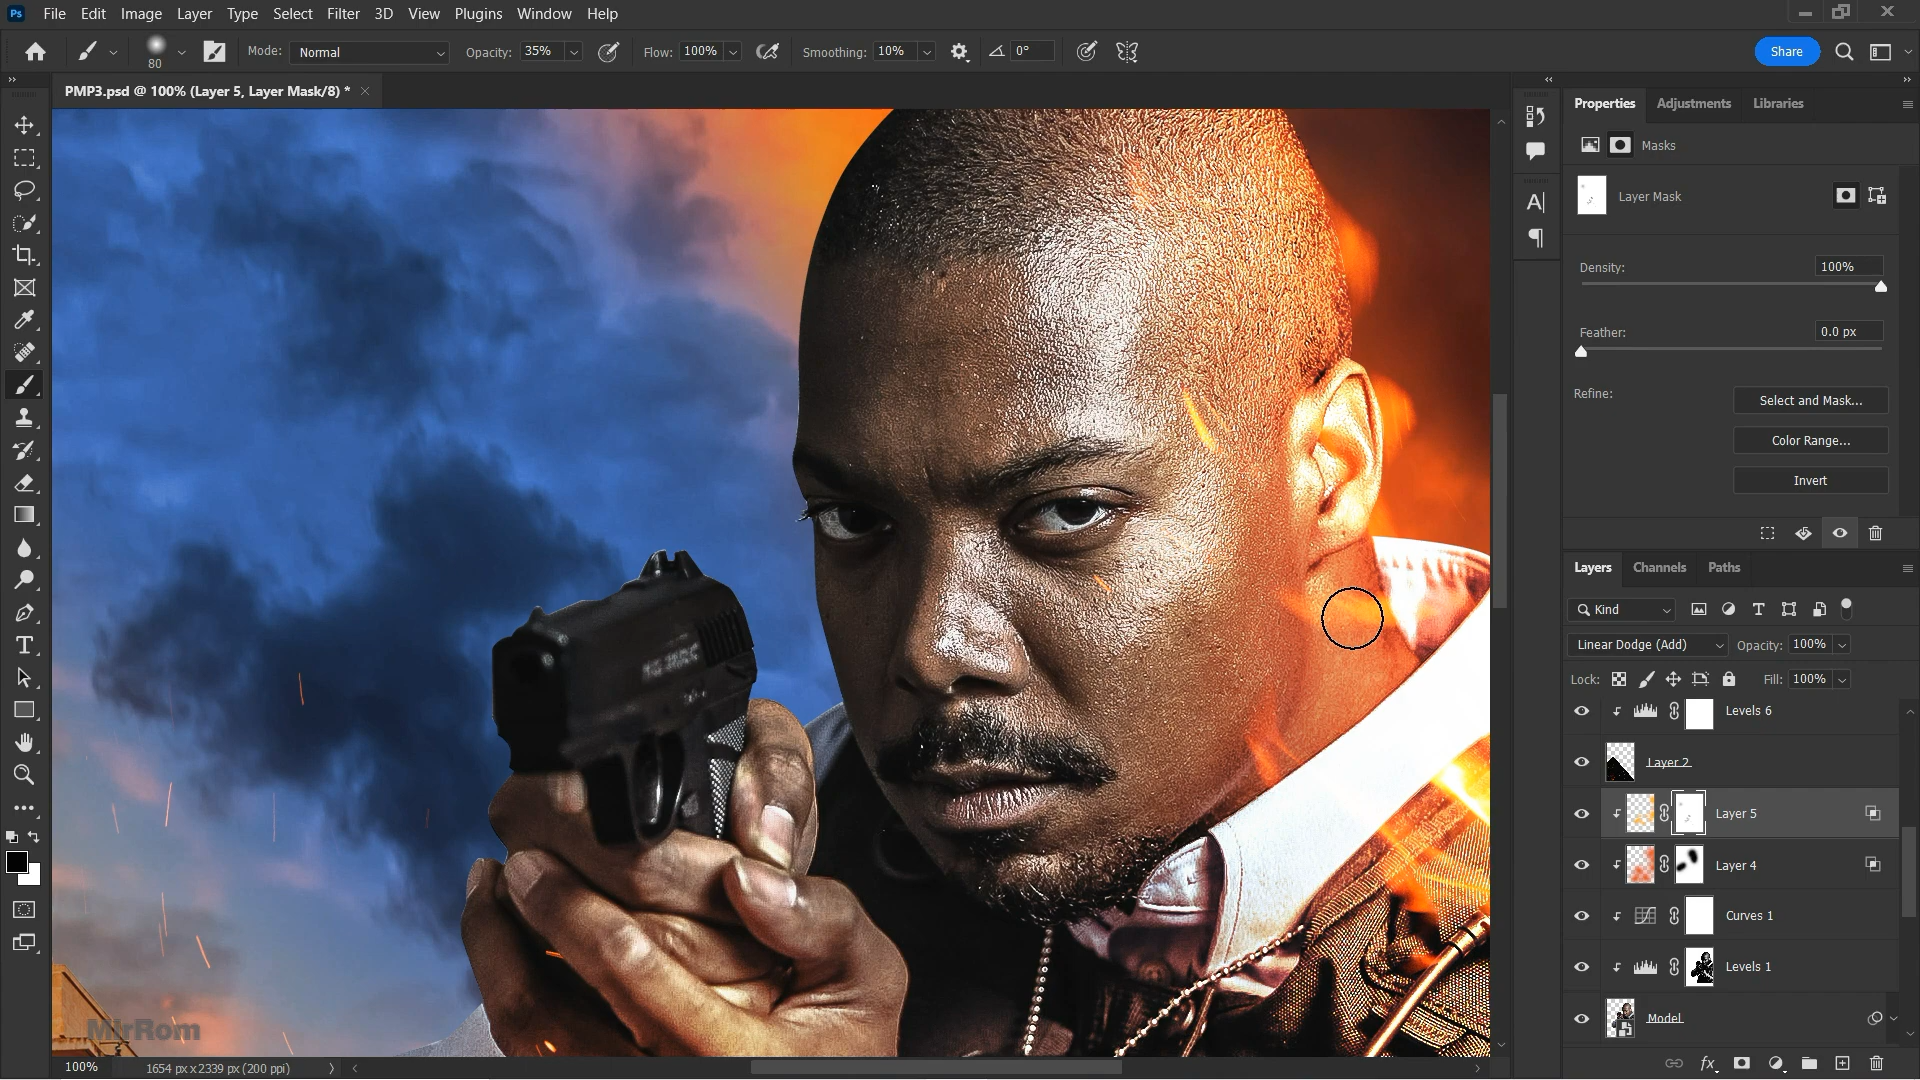 Ps File Edit Image Layer Type Select Filter 3D View Plugins Window Help
80 Mode: Normal Opacity: 35% Flow: 100% Smoothing: 10% 0° Share
PMP3.psd @ 100% (Layer 5, Layer Mask/8) *
Properties Adjustments Libraries
Masks
Layer Mask
Density: 100%
Feather: 0.0 px
Refine: Select and Mask...
Color Range...
Invert
Layers Channels Paths
Kind
Linear Dodge (Add) Opacity: 100%
Lock: Fill: 100%
Levels 6
Layer 2
Layer 5
Layer 4
Curves 1
Levels 1
Model
MirRom
100% 1654 px x 2339 px (200 ppi)